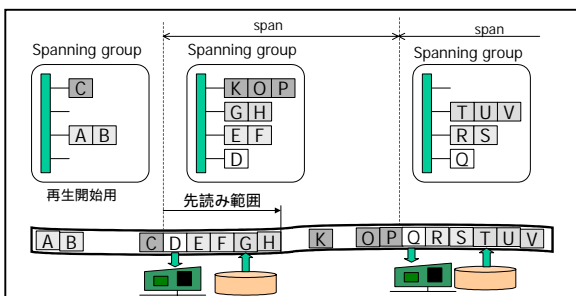 span
span
Spanning group
Spanning group
Spanning group
C
A B
K O P
G H
E F
D
T U V
R S
Q
再生開始用
先読み範囲
A B C D E F G H K O P Q R S T U V